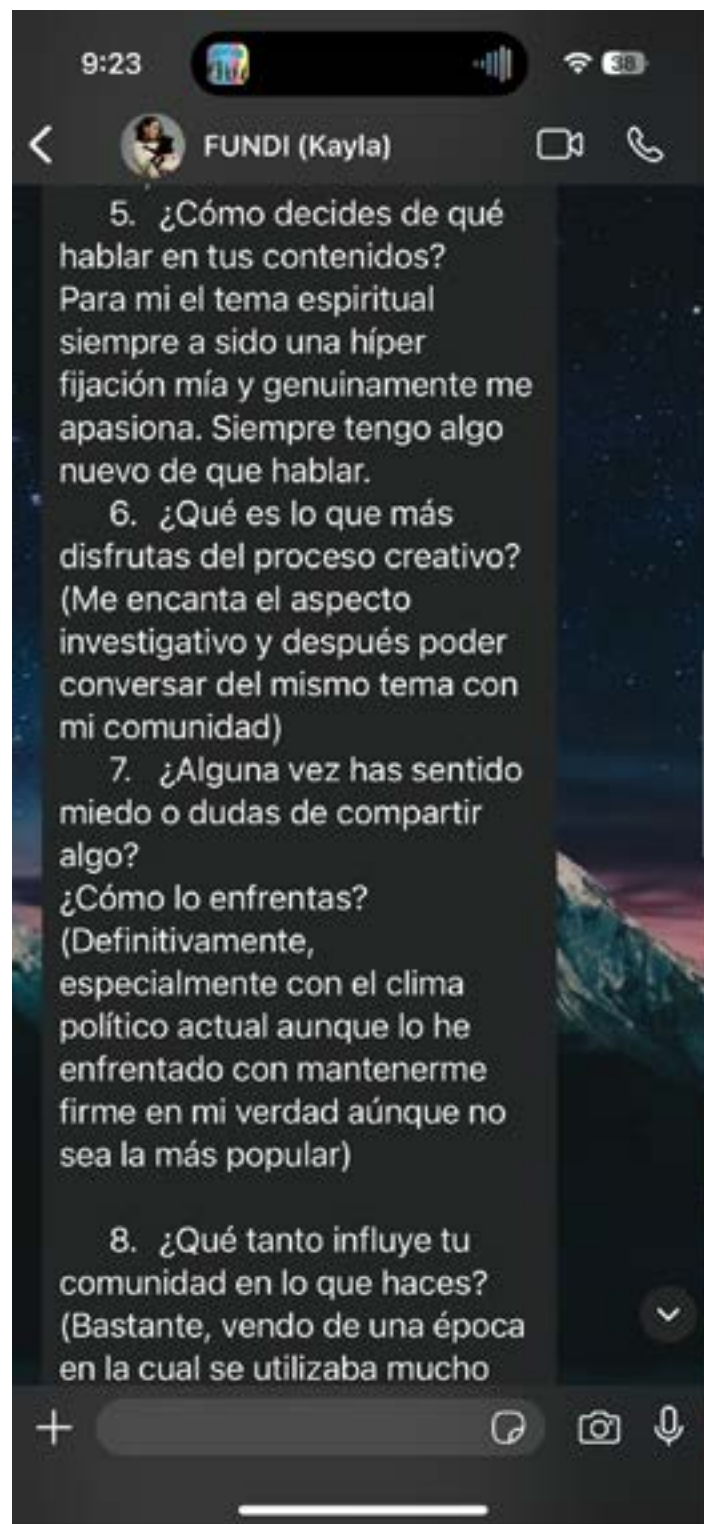 9:23
38
FUNDI (Kayla)
5. ¿Cómo decides de qué
hablar en tus contenidos?
Para mi el tema espiritual
siempre a sido una híper
fijación mía y genuinamente me
apasiona. Siempre tengo algo
nuevo de que hablar.
6. ¿Qué es lo que más
disfrutas del proceso creativo?
(Me encanta el aspecto
investigativo y después poder
conversar del mismo tema con
mi comunidad)
7. ¿Alguna vez has sentido
miedo o dudas de compartir
algo?
¿Cómo lo enfrentas?
(Definitivamente,
especialmente con el clima
político actual aunque lo he
enfrentado con mantenerme
firme en mi verdad aúnque no
sea la más popular)
8. ¿Qué tanto influye tu
comunidad en lo que haces?
(Bastante, vendo de una época
en la cual se utilizaba mucho